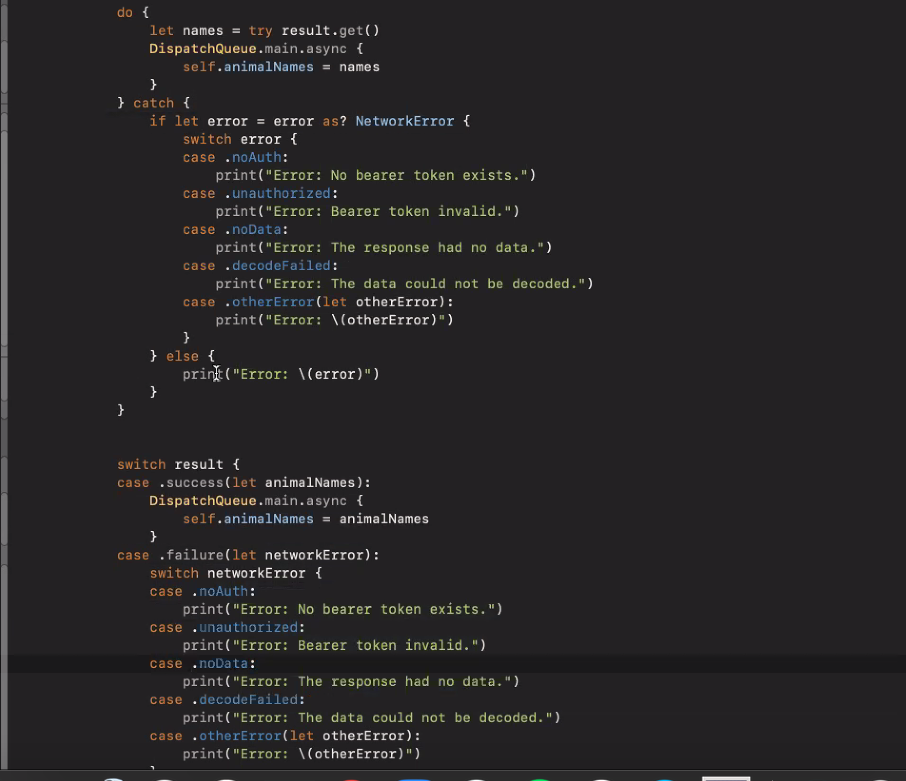 do {
let names = try result.get()
DispatchQueue.main.async {
self.animalNames = names
}
} catch {
if let error = error as? NetworkError {
switch error {
case .noAuth:
print("Error: No bearer token exists.")
case .unauthorized:
print("Error: Bearer token invalid.")
case .noData:
print("Error: The response had no data.")
case .decodeFailed:
print("Error: The data could not be decoded.")
case .otherError(let otherError):
print("Error: \(otherError)")
}
} else {
print("Error: \(error)")
}
}
switch result {
case .success(let animalNames):
DispatchQueue.main.async {
self.animalNames = animalNames
}
case .failure(let networkError):
switch networkError {
case .noAuth:
print("Error: No bearer token exists.")
case .unauthorized:
print("Error: Bearer token invalid.")
case .noData:
print("Error: The response had no data.")
case .decodeFailed:
print("Error: The data could not be decoded.")
case .otherError(let otherError):
print("Error: \(otherError)")
}